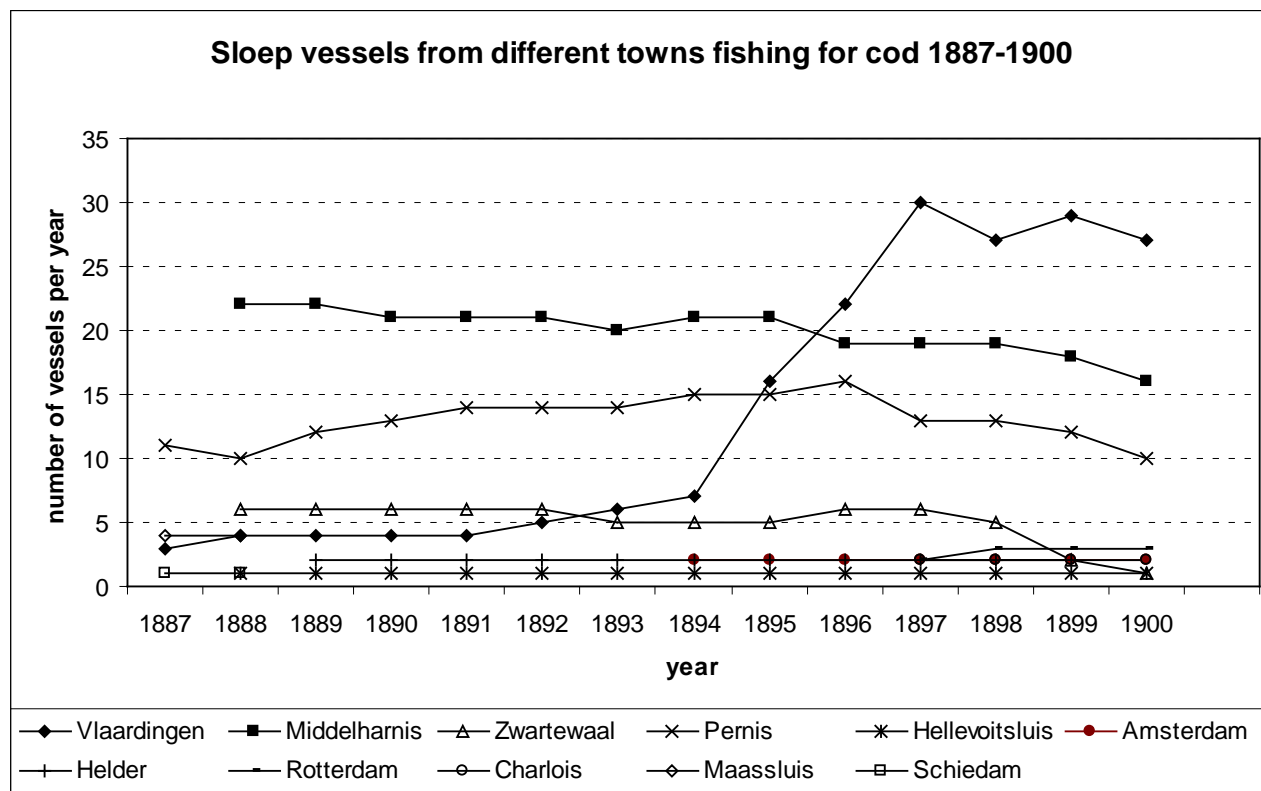 Sloep vessels from different towns fishing for cod 1887-1900
35
30
25
20
15
10
5
0
number of vessels per year
1887 1888 1889 1890 1891 1892 1893 1894 1895 1896 1897 1898 1899 1900
year
Vlaardingen Middelharnis Zwartewaal Pernis Hellevoitsluis Amsterdam
Helder Rotterdam Charlois Maassluis Schiedam